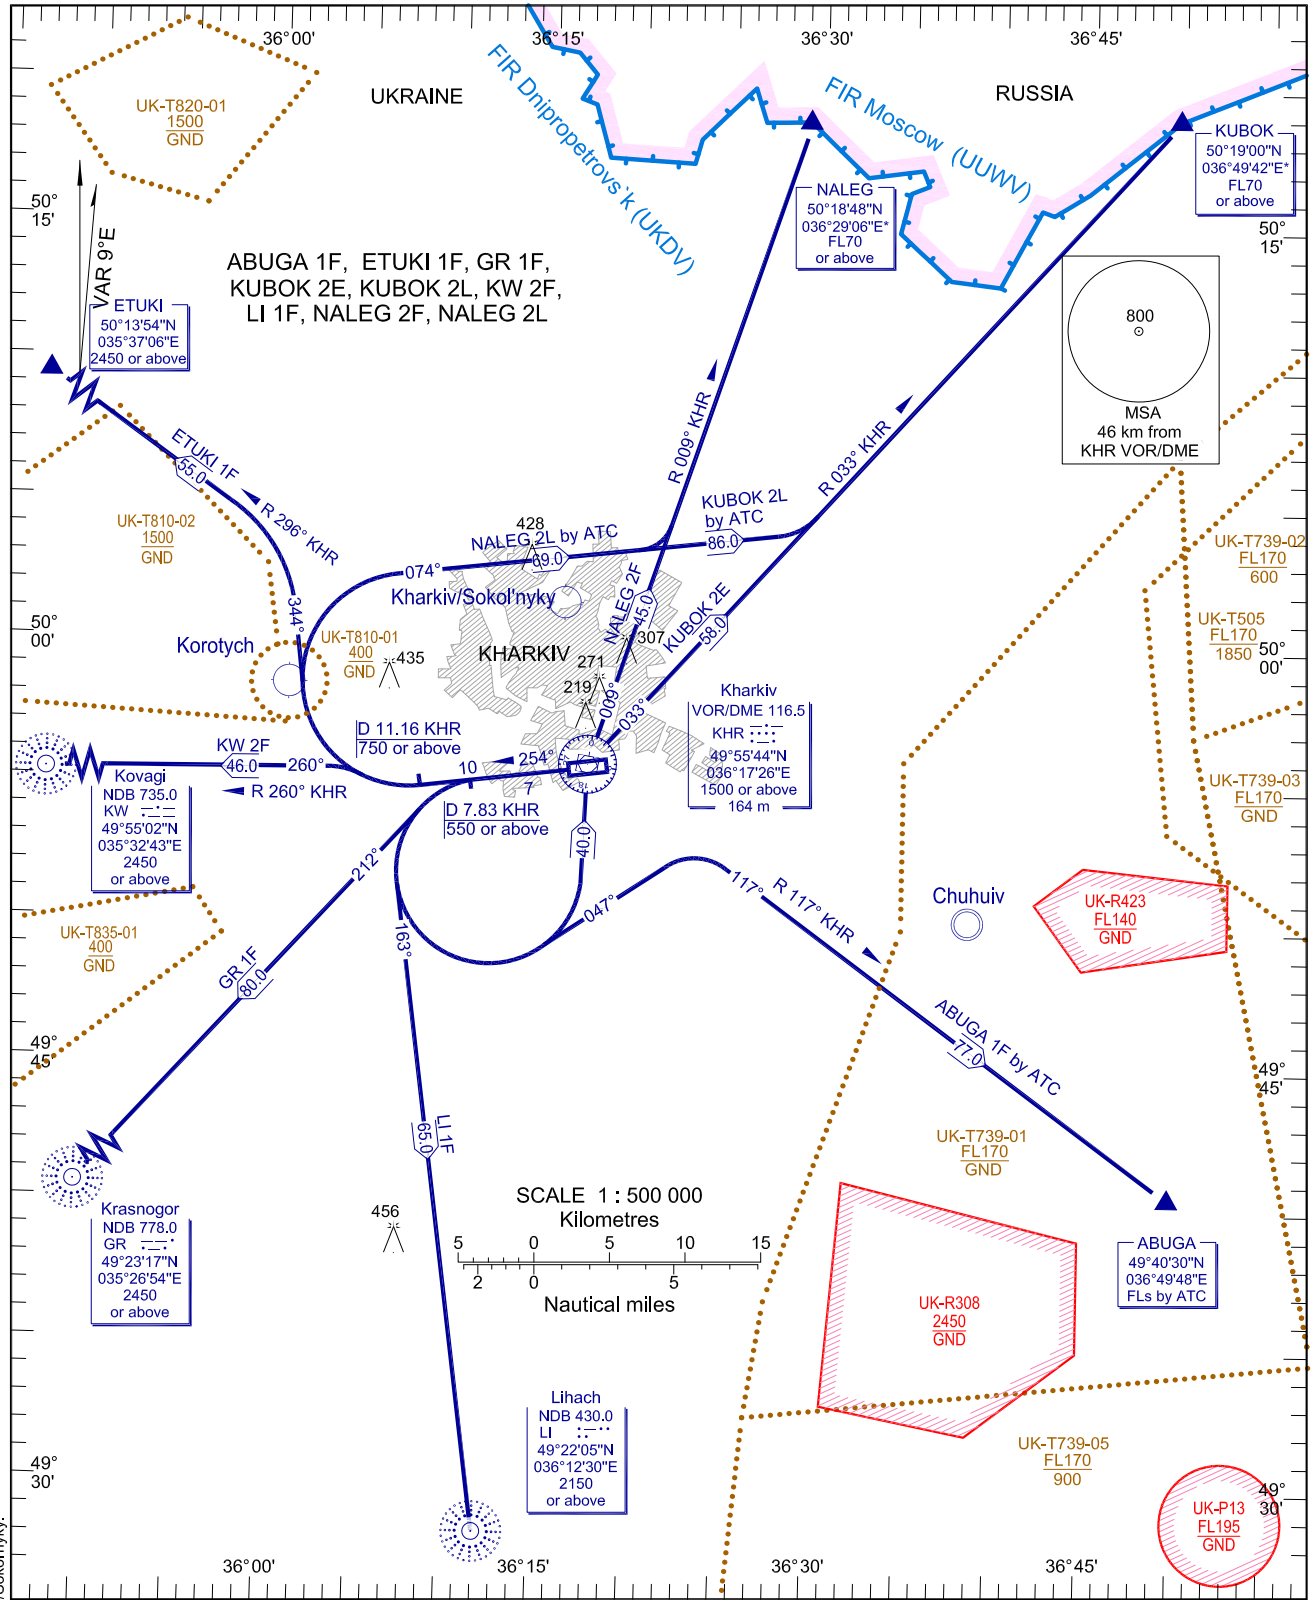 36°00'
36°15'
36°30'
36°45'
UK-T820-01
1500
GND
UKRAINE
RUSSIA
FIR Dnipropetrovs`k (UKDV)
FIR Moscow (UUWV)
KUBOK
50°19'00"N
036°49'42"E*
FL70
or above
NALEG
50°18'48"N
036°29'06"E*
FL70
or above
50°
15'
50°
15'
VAR 9°E
ABUGA 1F, ETUKI 1F, GR 1F,
KUBOK 2E, KUBOK 2L, KW 2F,
LI 1F, NALEG 2F, NALEG 2L
ETUKI
50°13'54"N
035°37'06"E
2450 or above
800
MSA
46 km from
KHR VOR/DME
ETUKI 1F
55.0
R 296° KHR
R 009° KHR
R 033° KHR
KUBOK 2L
by ATC
86.0
UK-T810-02
1500
GND
428
NALEG 2L by ATC
69.0
074°
Kharkiv/Sokol'nyky
344°
NALEG 2F
45.0
KUBOK 2E
58.0
UK-T739-02
FL170
600
UK-T505
FL170
1850
50°
00'
50°
00'
Korotych
UK-T810-01
400
GND
435
KHARKIV
307
271
219
009°
033°
Kharkiv
VOR/DME 116.5
KHR
49°55'44"N
036°17'26"E
1500 or above
164 m
D 11.16 KHR
750 or above
KW 2F
46.0
260°
R 260° KHR
10
254°
7
D 7.83 KHR
550 or above
Kovagi
NDB 735.0
KW
49°55'02"N
035°32'43"E
2450
or above
UK-T739-03
FL170
GND
40.0
212°
047°
117°
R 117° KHR
163°
Chuhuiv
UK-R423
FL140
GND
UK-T835-01
400
GND
GR 1F
80.0
ABUGA 1F by ATC
77.0
49°
45'
49°
45'
LI 1F
65.0
UK-T739-01
FL170
GND
SCALE 1 : 500 000
Kilometres
5 0 5 10 15
2 0 5
Nautical miles
456
Krasnogor
NDB 778.0
GR
49°23'17"N
035°26'54"E
2450
or above
ABUGA
49°40'30"N
036°49'48"E
FLs by ATC
UK-R308
2450
GND
Lihach
NDB 430.0
LI
49°22'05"N
036°12'30"E
2150
or above
UK-T739-05
FL170
900
49°
30'
49°
30'
UK-P13
FL195
GND
36°00'
36°15'
36°30'
36°45'